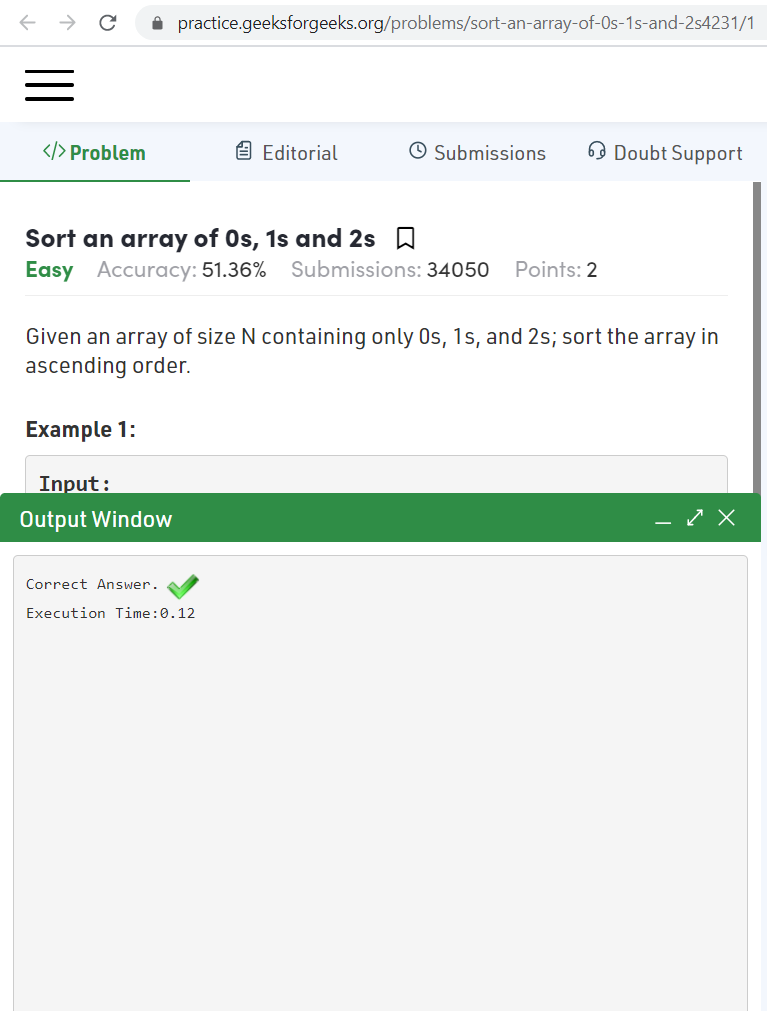 practice.geeksforgeeks.org/problems/sort-an-array-of-0s-1s-and-2s4231/1
</> Problem Editorial Submissions Doubt Support
Sort an array of 0s, 1s and 2s
Easy Accuracy: 51.36% Submissions: 34050 Points: 2
Given an array of size N containing only 0s, 1s, and 2s; sort the array in
ascending order.
Example 1:
Input:
Output Window
Correct Answer.
Execution Time:0.12